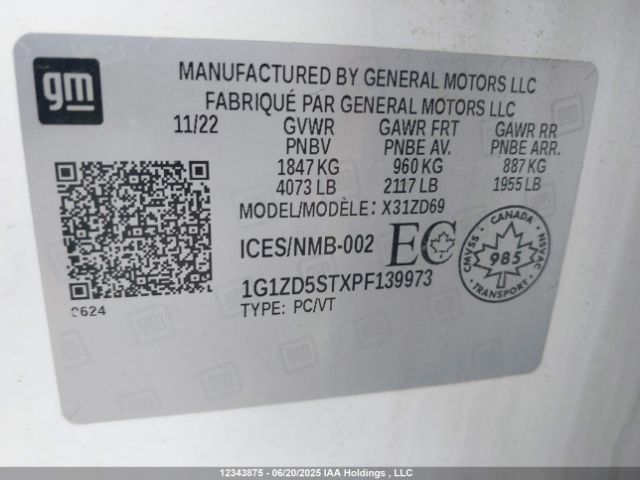 gm
MANUFACTURED BY GENERAL MOTORS LLC
FABRIQUÉ PAR GENERAL MOTORS LLC
11/22 GVWR GAWR FRT GAWR RR
PNBV PNBE AV. PNBE ARR.
1847 KG 960 KG 887 KG
4073 LB 2117 LB 1955 LB
MODEL/MODÈLE: X31ZD69
ICES/NMB-002 EC
CANADA
CMVSS 985 NSVAC
TRANSPORT
1G1ZD5STXPF139973
TYPE: PC/VT
12343875 - 06/20/2025 IAA Holdings , LLC